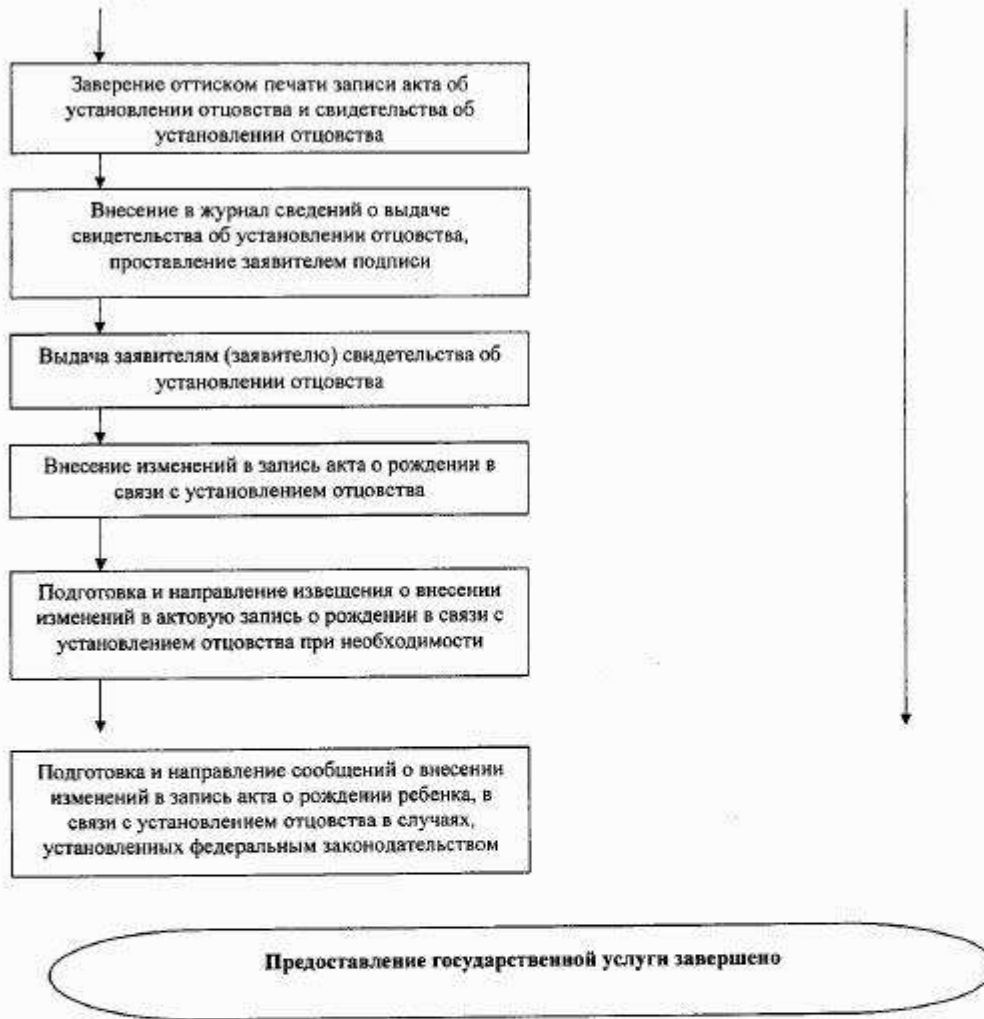 Заверение оттиском печати записи акта об
установлении отцовства и свидетельства об
установлении отцовства
Внесение в журнал сведений о выдаче
свидетельства об установлении отцовства,
проставление заявителем подписи
Выдача заявителям (заявителю) свидетельства об
установлении отцовства
Внесение изменений в запись акта о рождении в
связи с установлением отцовства
Подготовка и направление извещения о внесении
изменений в актовую запись о рождении в связи с
установлением отцовства при необходимости
Подготовка и направление сообщений о внесении
изменений в запись акта о рождении ребенка, в
связи с установлением отцовства в случаях,
установленных федеральным законодательством
Предоставление государственной услуги завершено